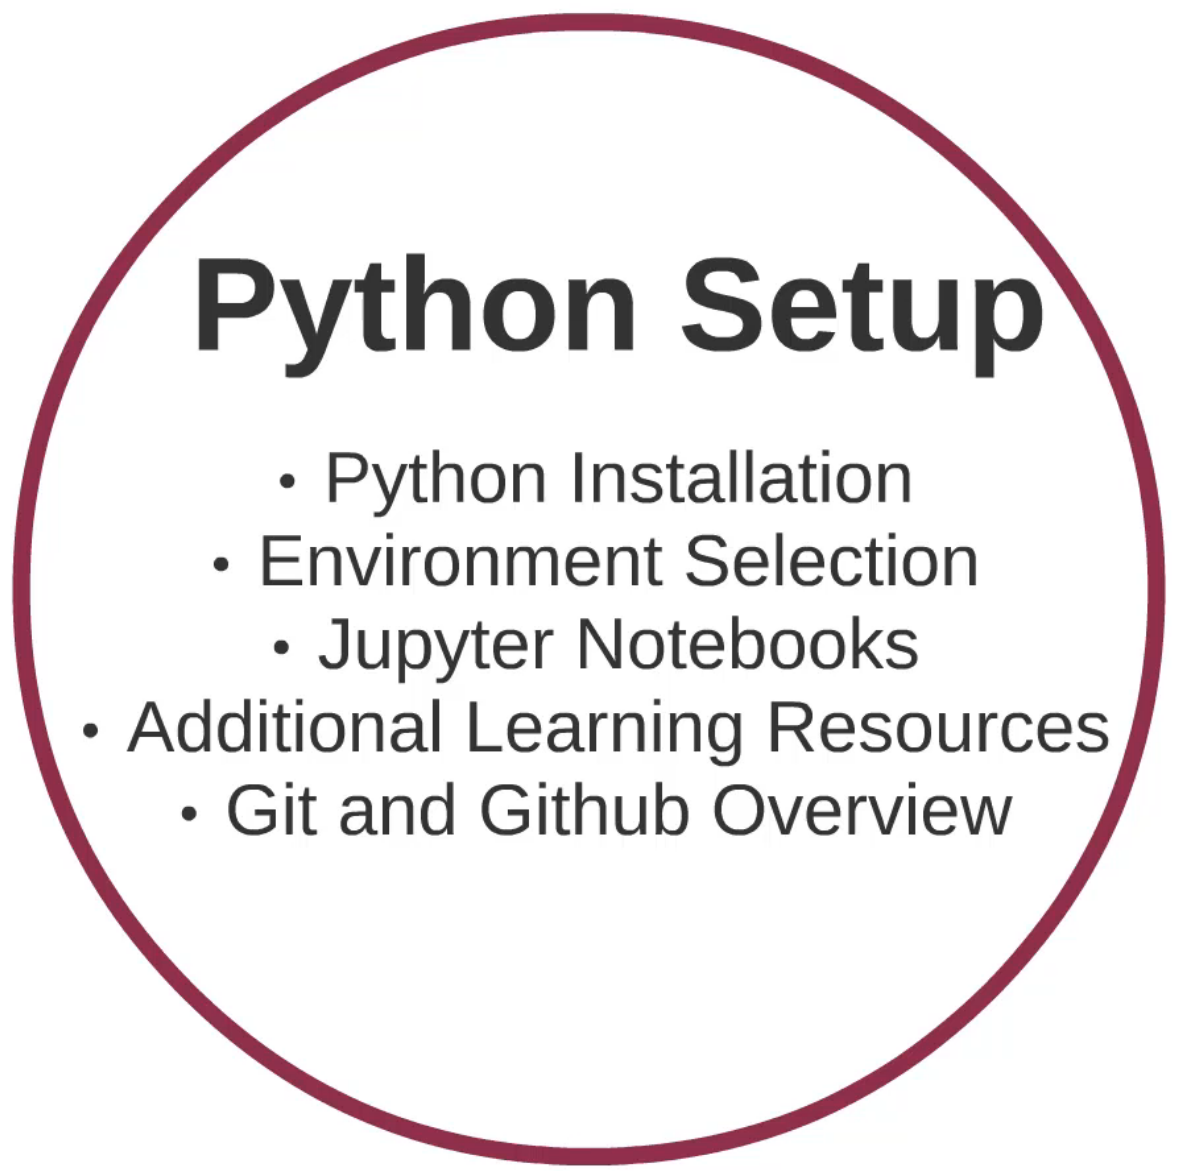 Python Setup
• Python Installation
• Environment Selection
• Jupyter Notebooks
• Additional Learning Resources
• Git and Github Overview